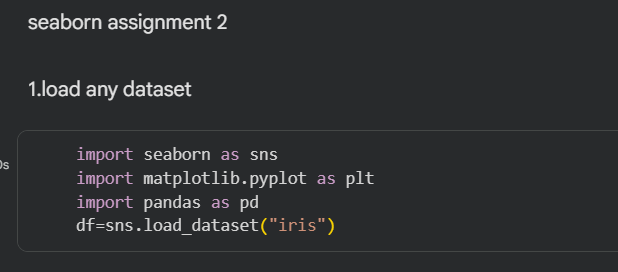 seaborn assignment 2
1.load any dataset
0s
import seaborn as sns
import matplotlib.pyplot as plt
import pandas as pd
df=sns.load_dataset("iris")